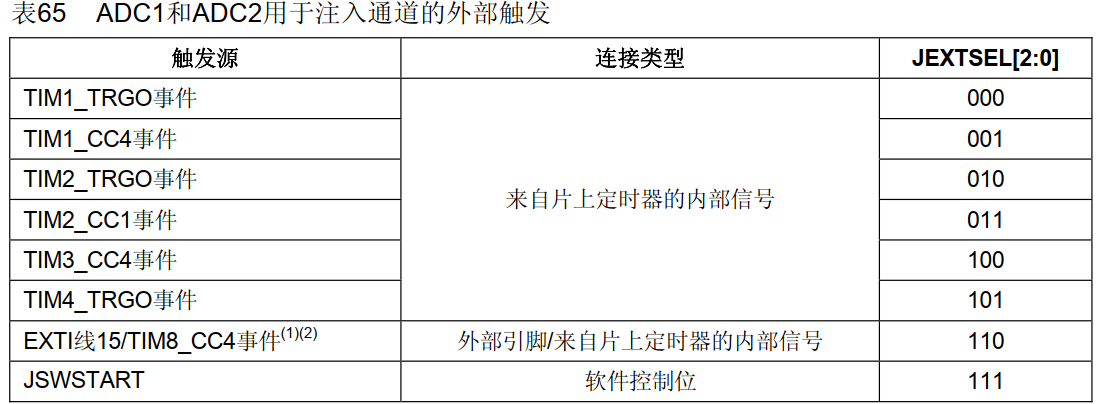 表65 ADC1和ADC2用于注入通道的外部触发
触发源 连接类型 JEXTSEL[2:0]
TIM1_TRGO事件 000
TIM1_CC4事件 001
TIM2_TRGO事件 010
来自片上定时器的内部信号
TIM2_CC1事件 011
TIM3_CC4事件 100
TIM4_TRGO事件 101
EXTI线15/TIM8_CC4事件(1)(2) 外部引脚/来自片上定时器的内部信号 110
JSWSTART 软件控制位 111